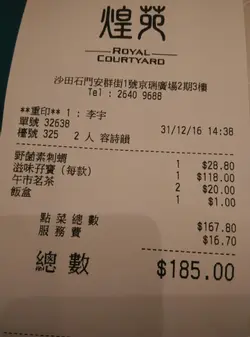 煌苑
ROYAL
COURTYARD
沙田石門安群街1號京瑞廣場2期3樓
Tel : 2640 9688
**重印** 1 : 李宇
單號 32638 31/12/16 14:38
檯號 325 2 人 容詩韻
野菌素刺蝟 1 $28.80
滋味孖寶 (每款) 1 $118.00
午市茗茶 2 $20.00
飯盒 1 $1.00
點菜總數 $167.80
服務費 $16.70
總數 $185.00